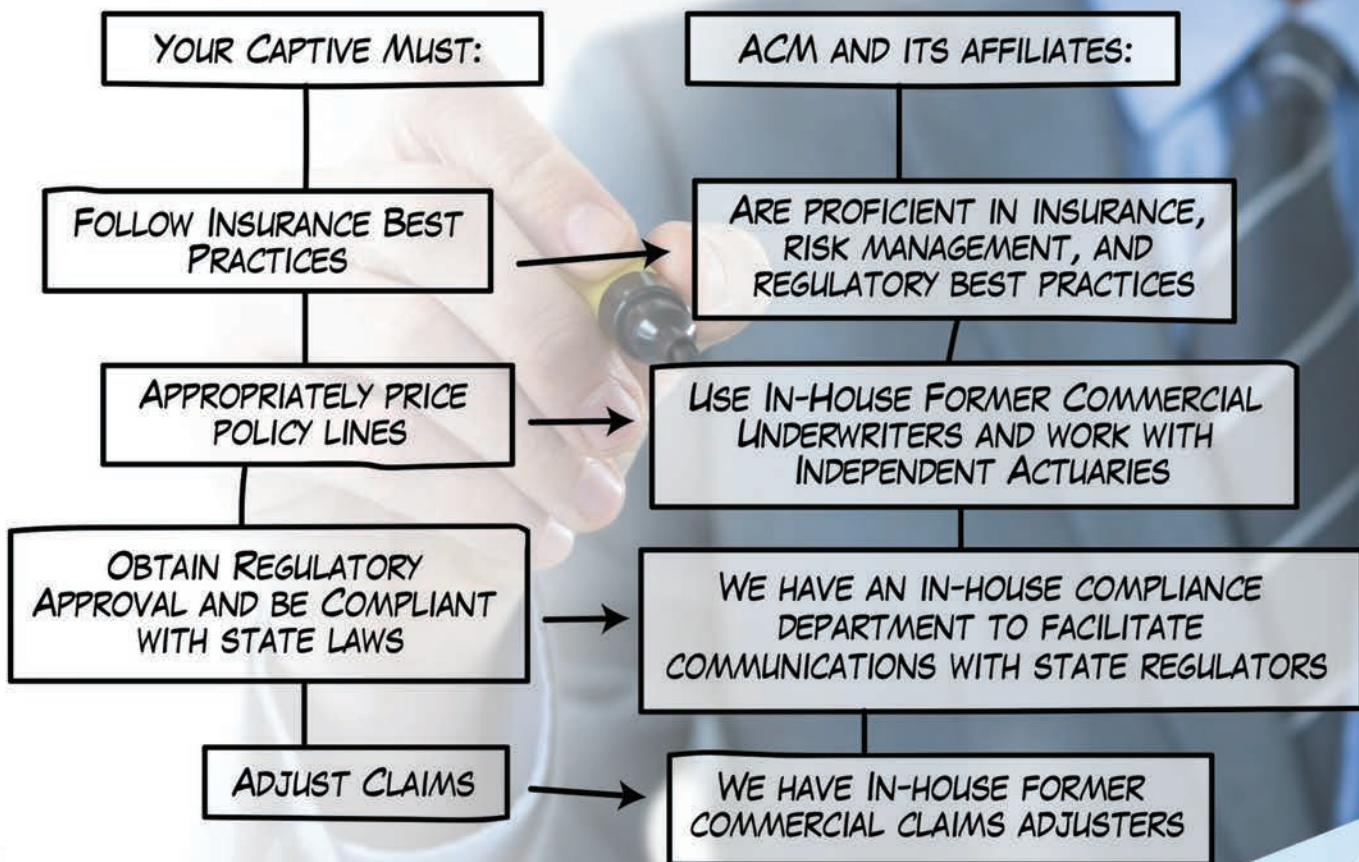 YOUR CAPTIVE MUST:
ACM AND ITS AFFILIATES:
FOLLOW INSURANCE BEST
PRACTICES
ARE PROFICIENT IN INSURANCE,
RISK MANAGEMENT, AND
REGULATORY BEST PRACTICES
APPROPRIATELY PRICE
POLICY LINES
USE IN-HOUSE FORMER COMMERCIAL
UNDERWRITERS AND WORK WITH
INDEPENDENT ACTUARIES
OBTAIN REGULATORY
APPROVAL AND BE COMPLIANT
WITH STATE LAWS
WE HAVE AN IN-HOUSE COMPLIANCE
DEPARTMENT TO FACILITATE
COMMUNICATIONS WITH STATE REGULATORS
ADJUST CLAIMS
WE HAVE IN-HOUSE FORMER
COMMERCIAL CLAIMS ADJUSTERS